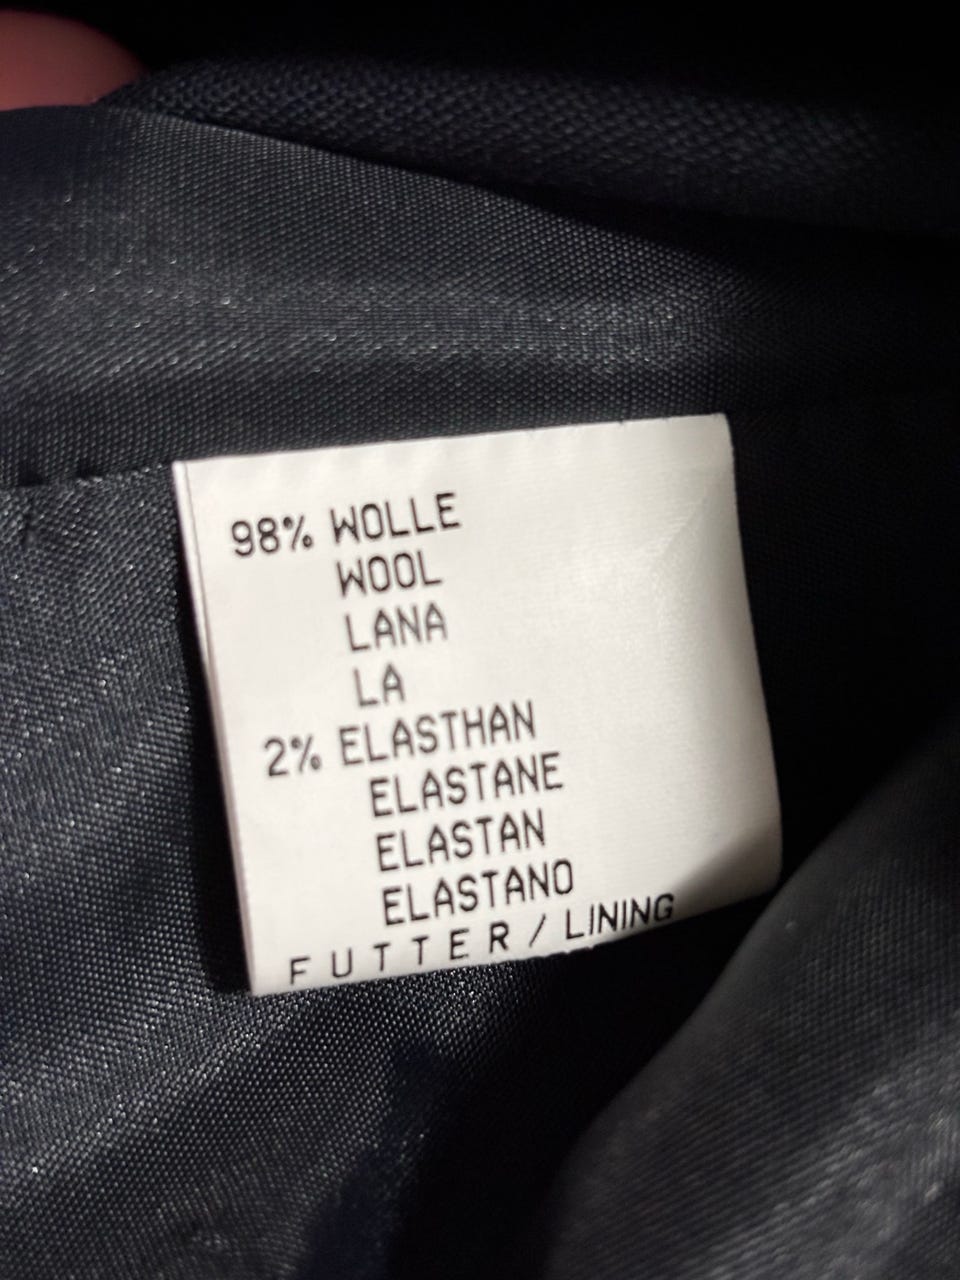 98% WOLLE
WOOL
LANA
LA
2% ELASTHAN
ELASTANE
ELASTAN
ELASTANO
FUTTER / LINING